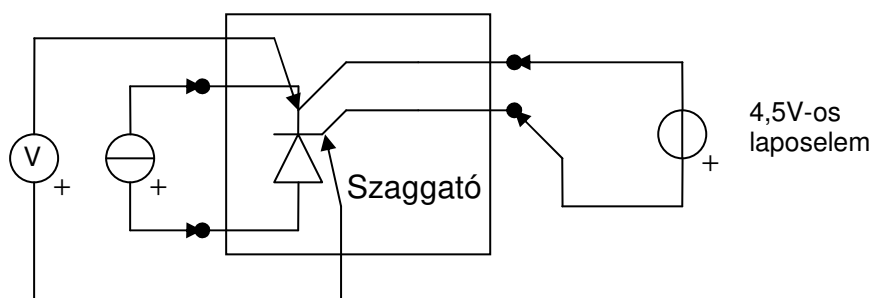 V
+
+
Szaggató
+
4,5V-os
laposelem